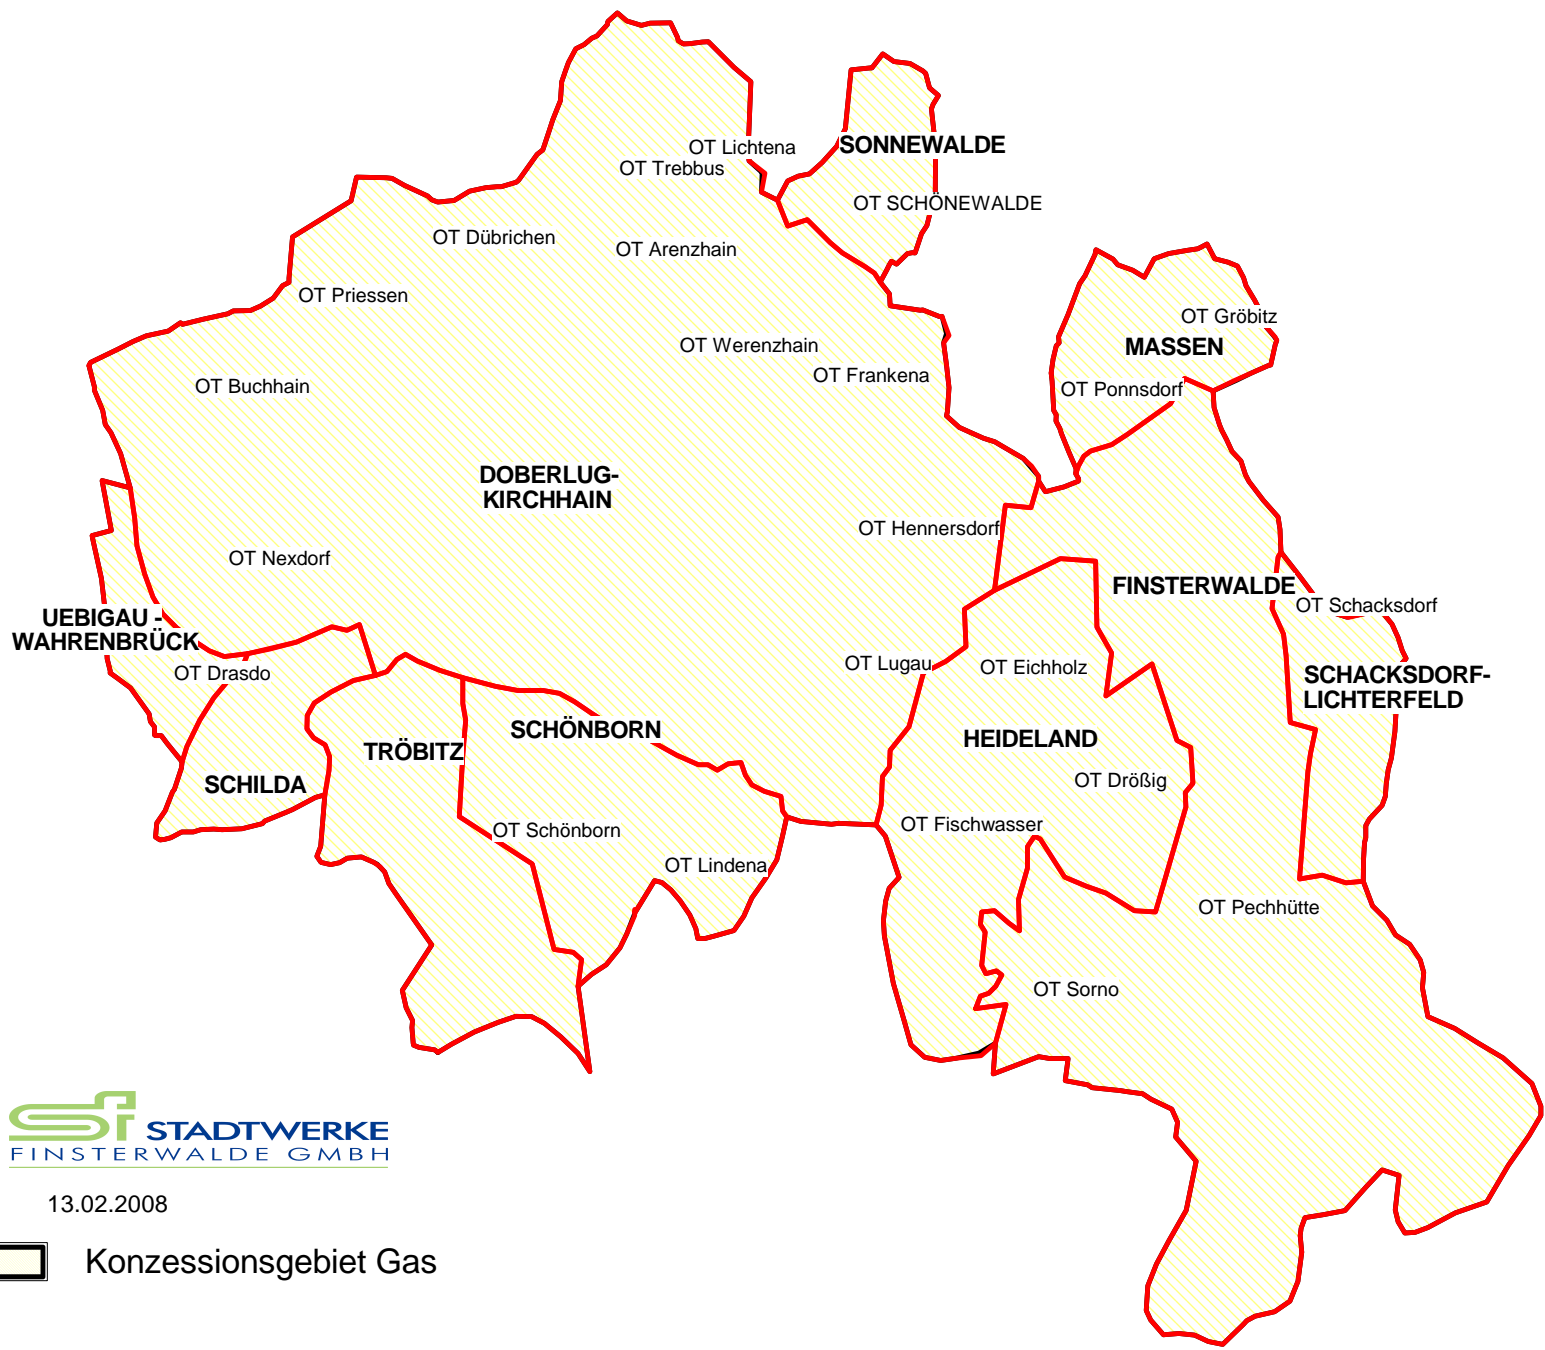 OT Lichtena
SONNEWALDE
OT Trebbus
OT SCHÖNEWALDE
OT Dübrichen
OT Arenzhain
OT Priessen
OT Gröbitz
OT Werenzhain
MASSEN
OT Frankena
OT Buchhain
OT Ponnsdorf
DOBERLUG-
KIRCHHAIN
OT Hennersdorf
OT Nexdorf
FINSTERWALDE
OT Schacksdorf
UEBIGAU -
WAHRENBRÜCK
OT Drasdo
OT Lugau
OT Eichholz
SCHACKSDORF-
LICHTERFELD
SCHÖNBORN
HEIDELAND
TRÖBITZ
SCHILDA
OT Drößig
OT Schönborn
OT Fischwasser
OT Lindena
OT Pechhütte
OT Sorno
sf STADTWERKE
FINSTERWALDE GMBH
13.02.2008
Konzessionsgebiet Gas